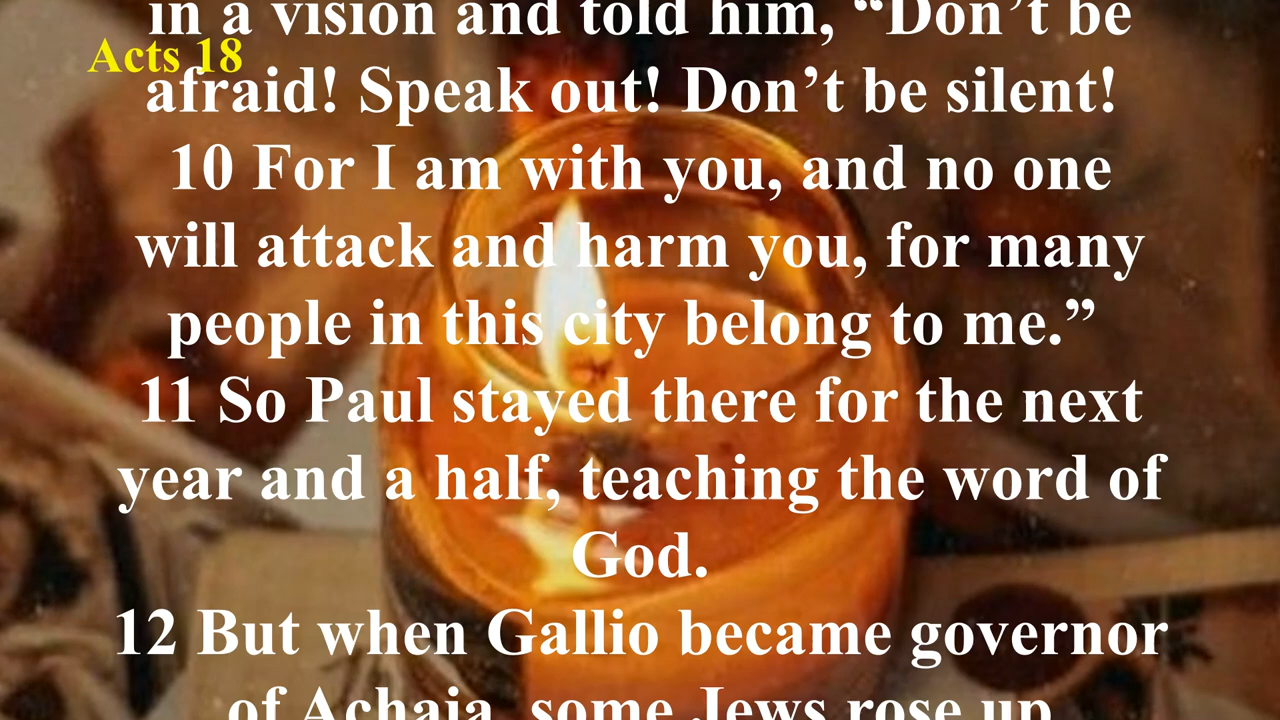 in a vision and told him, “Don’t be
Acts 18
afraid! Speak out! Don’t be silent!
10 For I am with you, and no one
will attack and harm you, for many
people in this city belong to me.”
11 So Paul stayed there for the next
year and a half, teaching the word of
God.
12 But when Gallio became governor
of Achaia, some Jews rose up